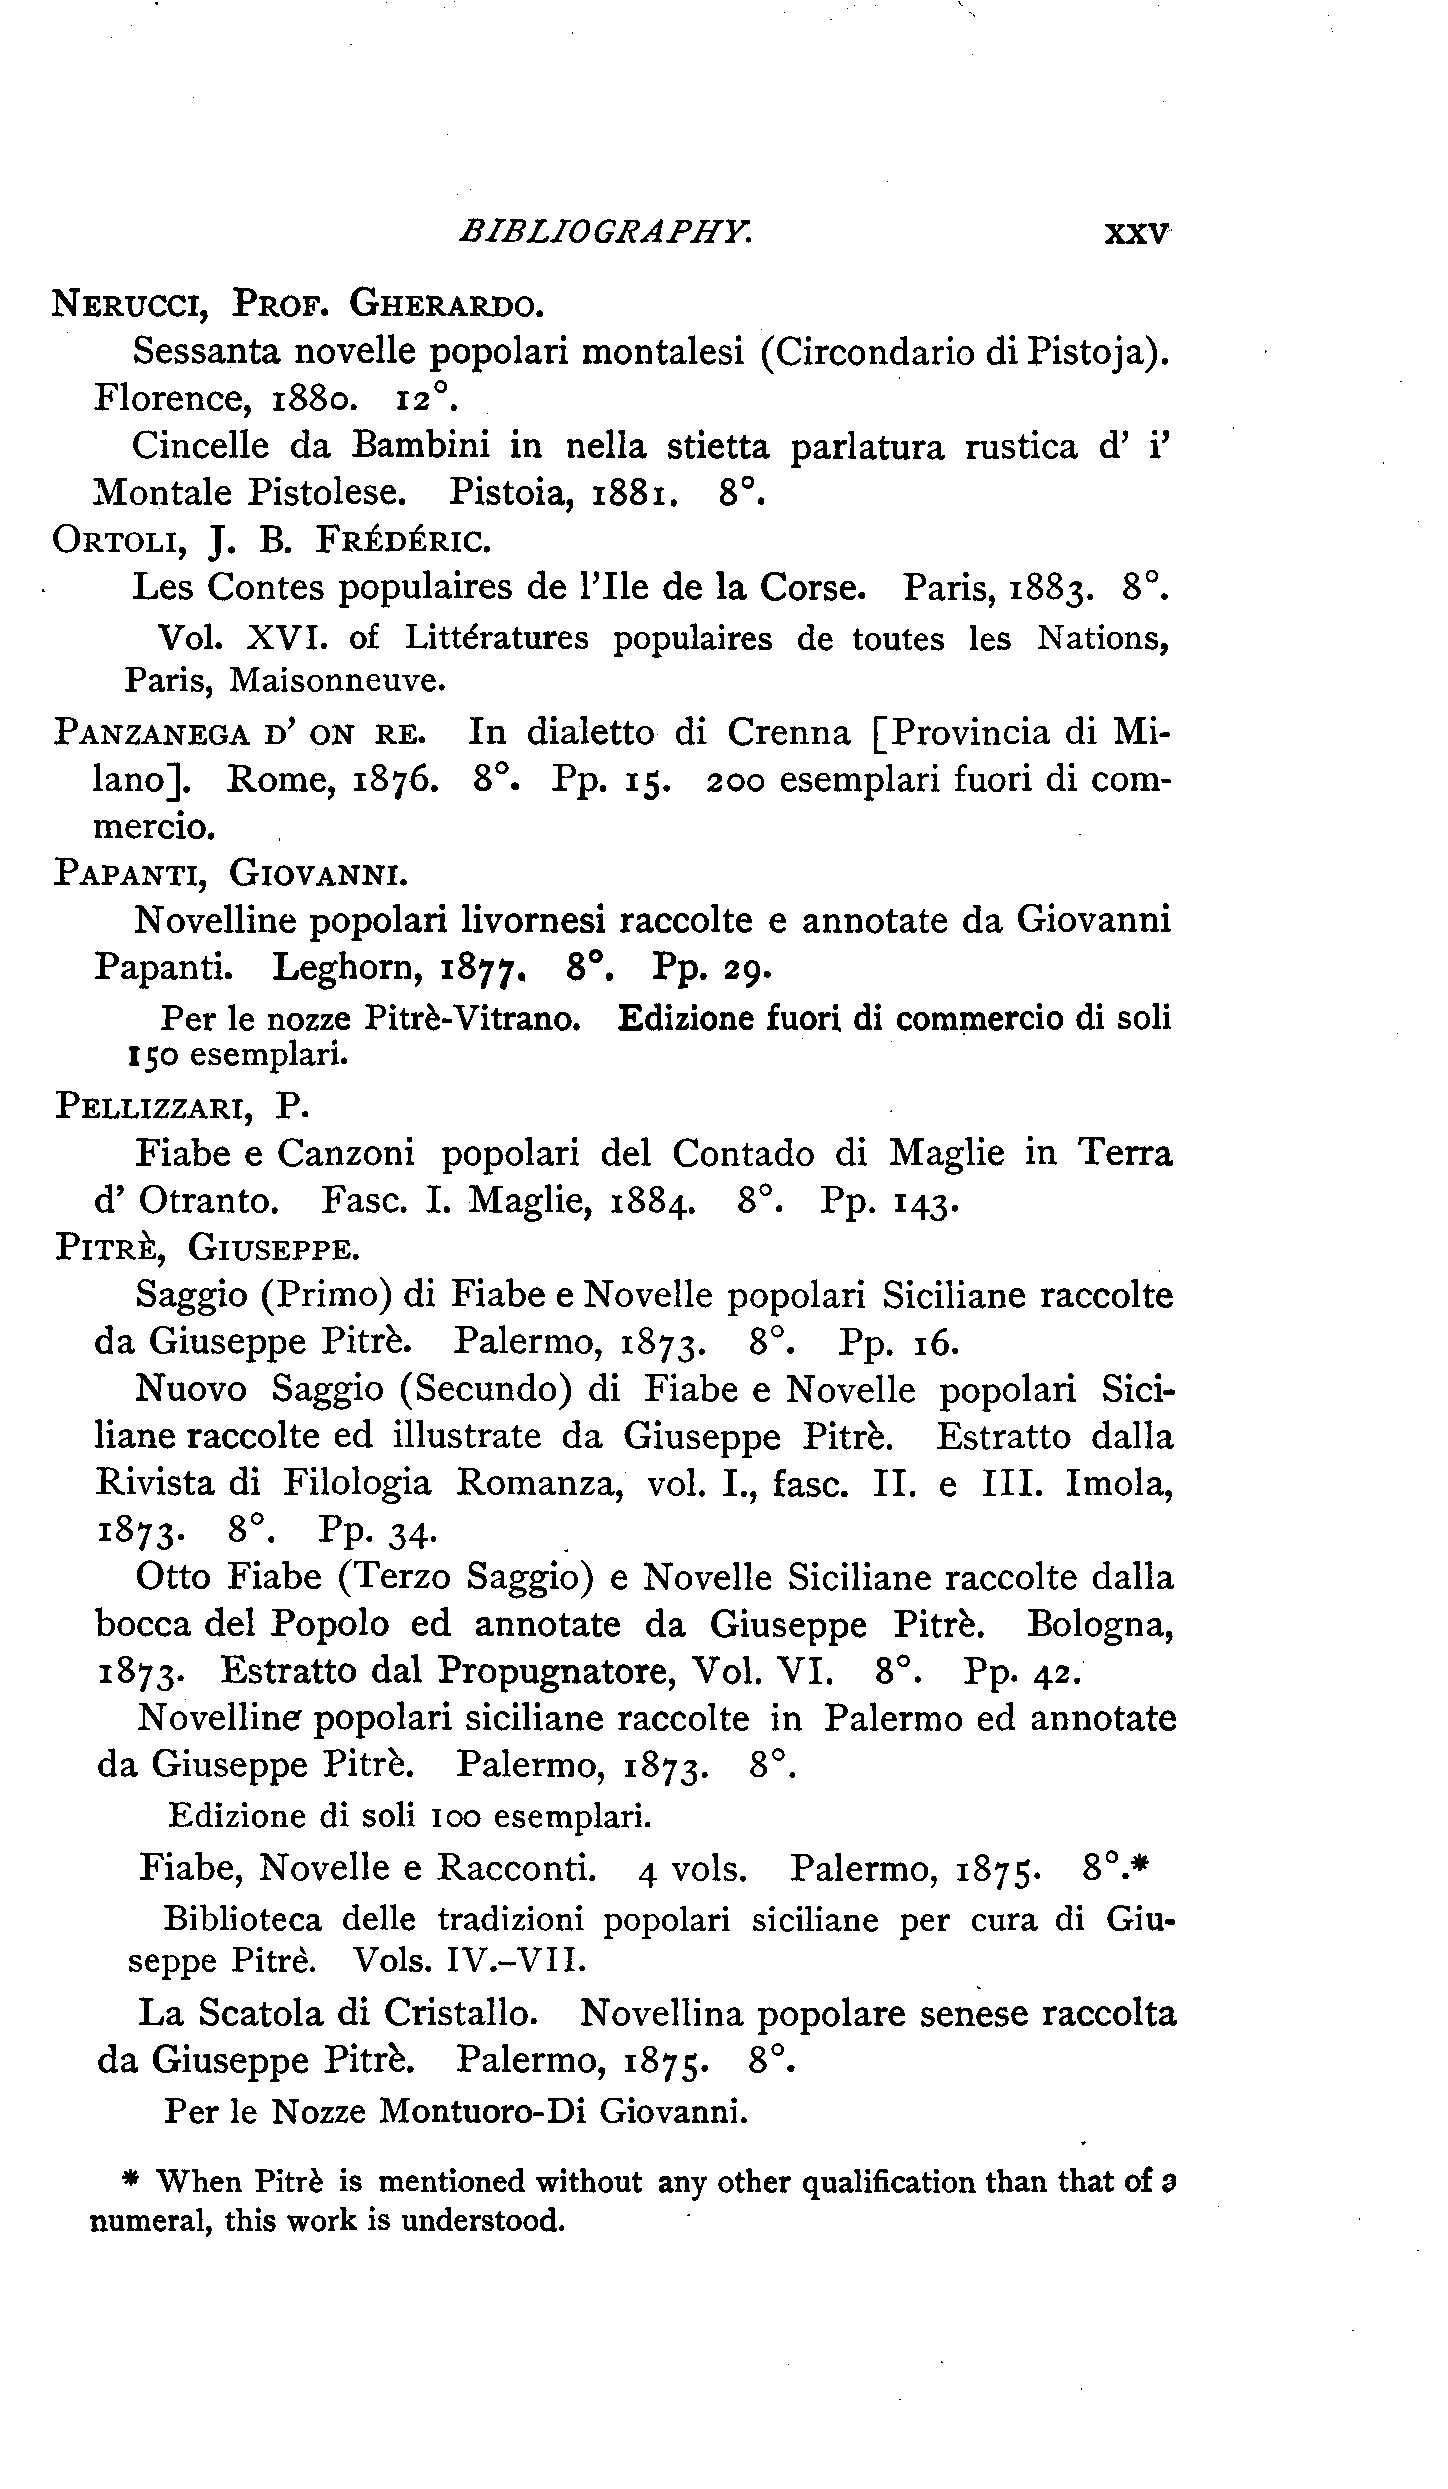 BIBLIOGRAPHY. xxv
NERUCCI, PROF. GHERARDO.
Sessanta novelle popolari montalesi (Circondario di Pistoja).
Florence, 1880. 12°.
Cincelle da Bambini in nella stietta parlatura rustica d' i'
Montale Pistolese. Pistoia, 1881. 8°.
ORTOLI, J. B. FRÉDÉRIC.
Les Contes populaires de l'Ile de la Corse. Paris, 1883. 8°.
Vol. XVI. of Littératures populaires de toutes les Nations,
Paris, Maisonneuve.
PANZANEGA D' ON RE. In dialetto di Crenna [Provincia di Mi-
lano]. Rome, 1876. 8°. Pp. 15. 200 esemplari fuori di com-
mercio.
PAPANTI, GIOVANNI.
Novelline popolari livornesi raccolte e annotate da Giovanni
Papanti. Leghorn, 1877. 8°. Pp. 29.
Per le nozze Pitrè-Vitrano. Edizione fuori di commercio di soli
150 esemplari.
PELLIZZARI, P.
Fiabe e Canzoni popolari del Contado di Maglie in Terra
d' Otranto. Fasc. I. Maglie, 1884. 8°. Pp. 143.
PITRÈ, GIUSEPPE.
Saggio (Primo) di Fiabe e Novelle popolari Siciliane raccolte
da Giuseppe Pitrè. Palermo, 1873. 8°. Pp. 16.
Nuovo Saggio (Secundo) di Fiabe e Novelle popolari Sici-
liane raccolte ed illustrate da Giuseppe Pitrè. Estratto dalla
Rivista di Filologia Romanza, vol. I., fasc. II. e III. Imola,
1873. 8°. Pp. 34.
Otto Fiabe (Terzo Saggio) e Novelle Siciliane raccolte dalla
bocca del Popolo ed annotate da Giuseppe Pitrè. Bologna,
1873. Estratto dal Propugnatore, Vol. VI. 8°. Pp. 42.
Novelline popolari siciliane raccolte in Palermo ed annotate
da Giuseppe Pitrè. Palermo, 1873. 8°.
Edizione di soli 100 esemplari.
Fiabe, Novelle e Racconti. 4 vols. Palermo, 1875. 8°.*
Biblioteca delle tradizioni popolari siciliane per cura di Giu-
seppe Pitrè. Vols. IV.–VII.
La Scatola di Cristallo. Novellina popolare senese raccolta
da Giuseppe Pitrè. Palermo, 1875. 8°.
Per le Nozze Montuoro-Di Giovanni.
* When Pitrè is mentioned without any other qualification than that of a
numeral, this work is understood.